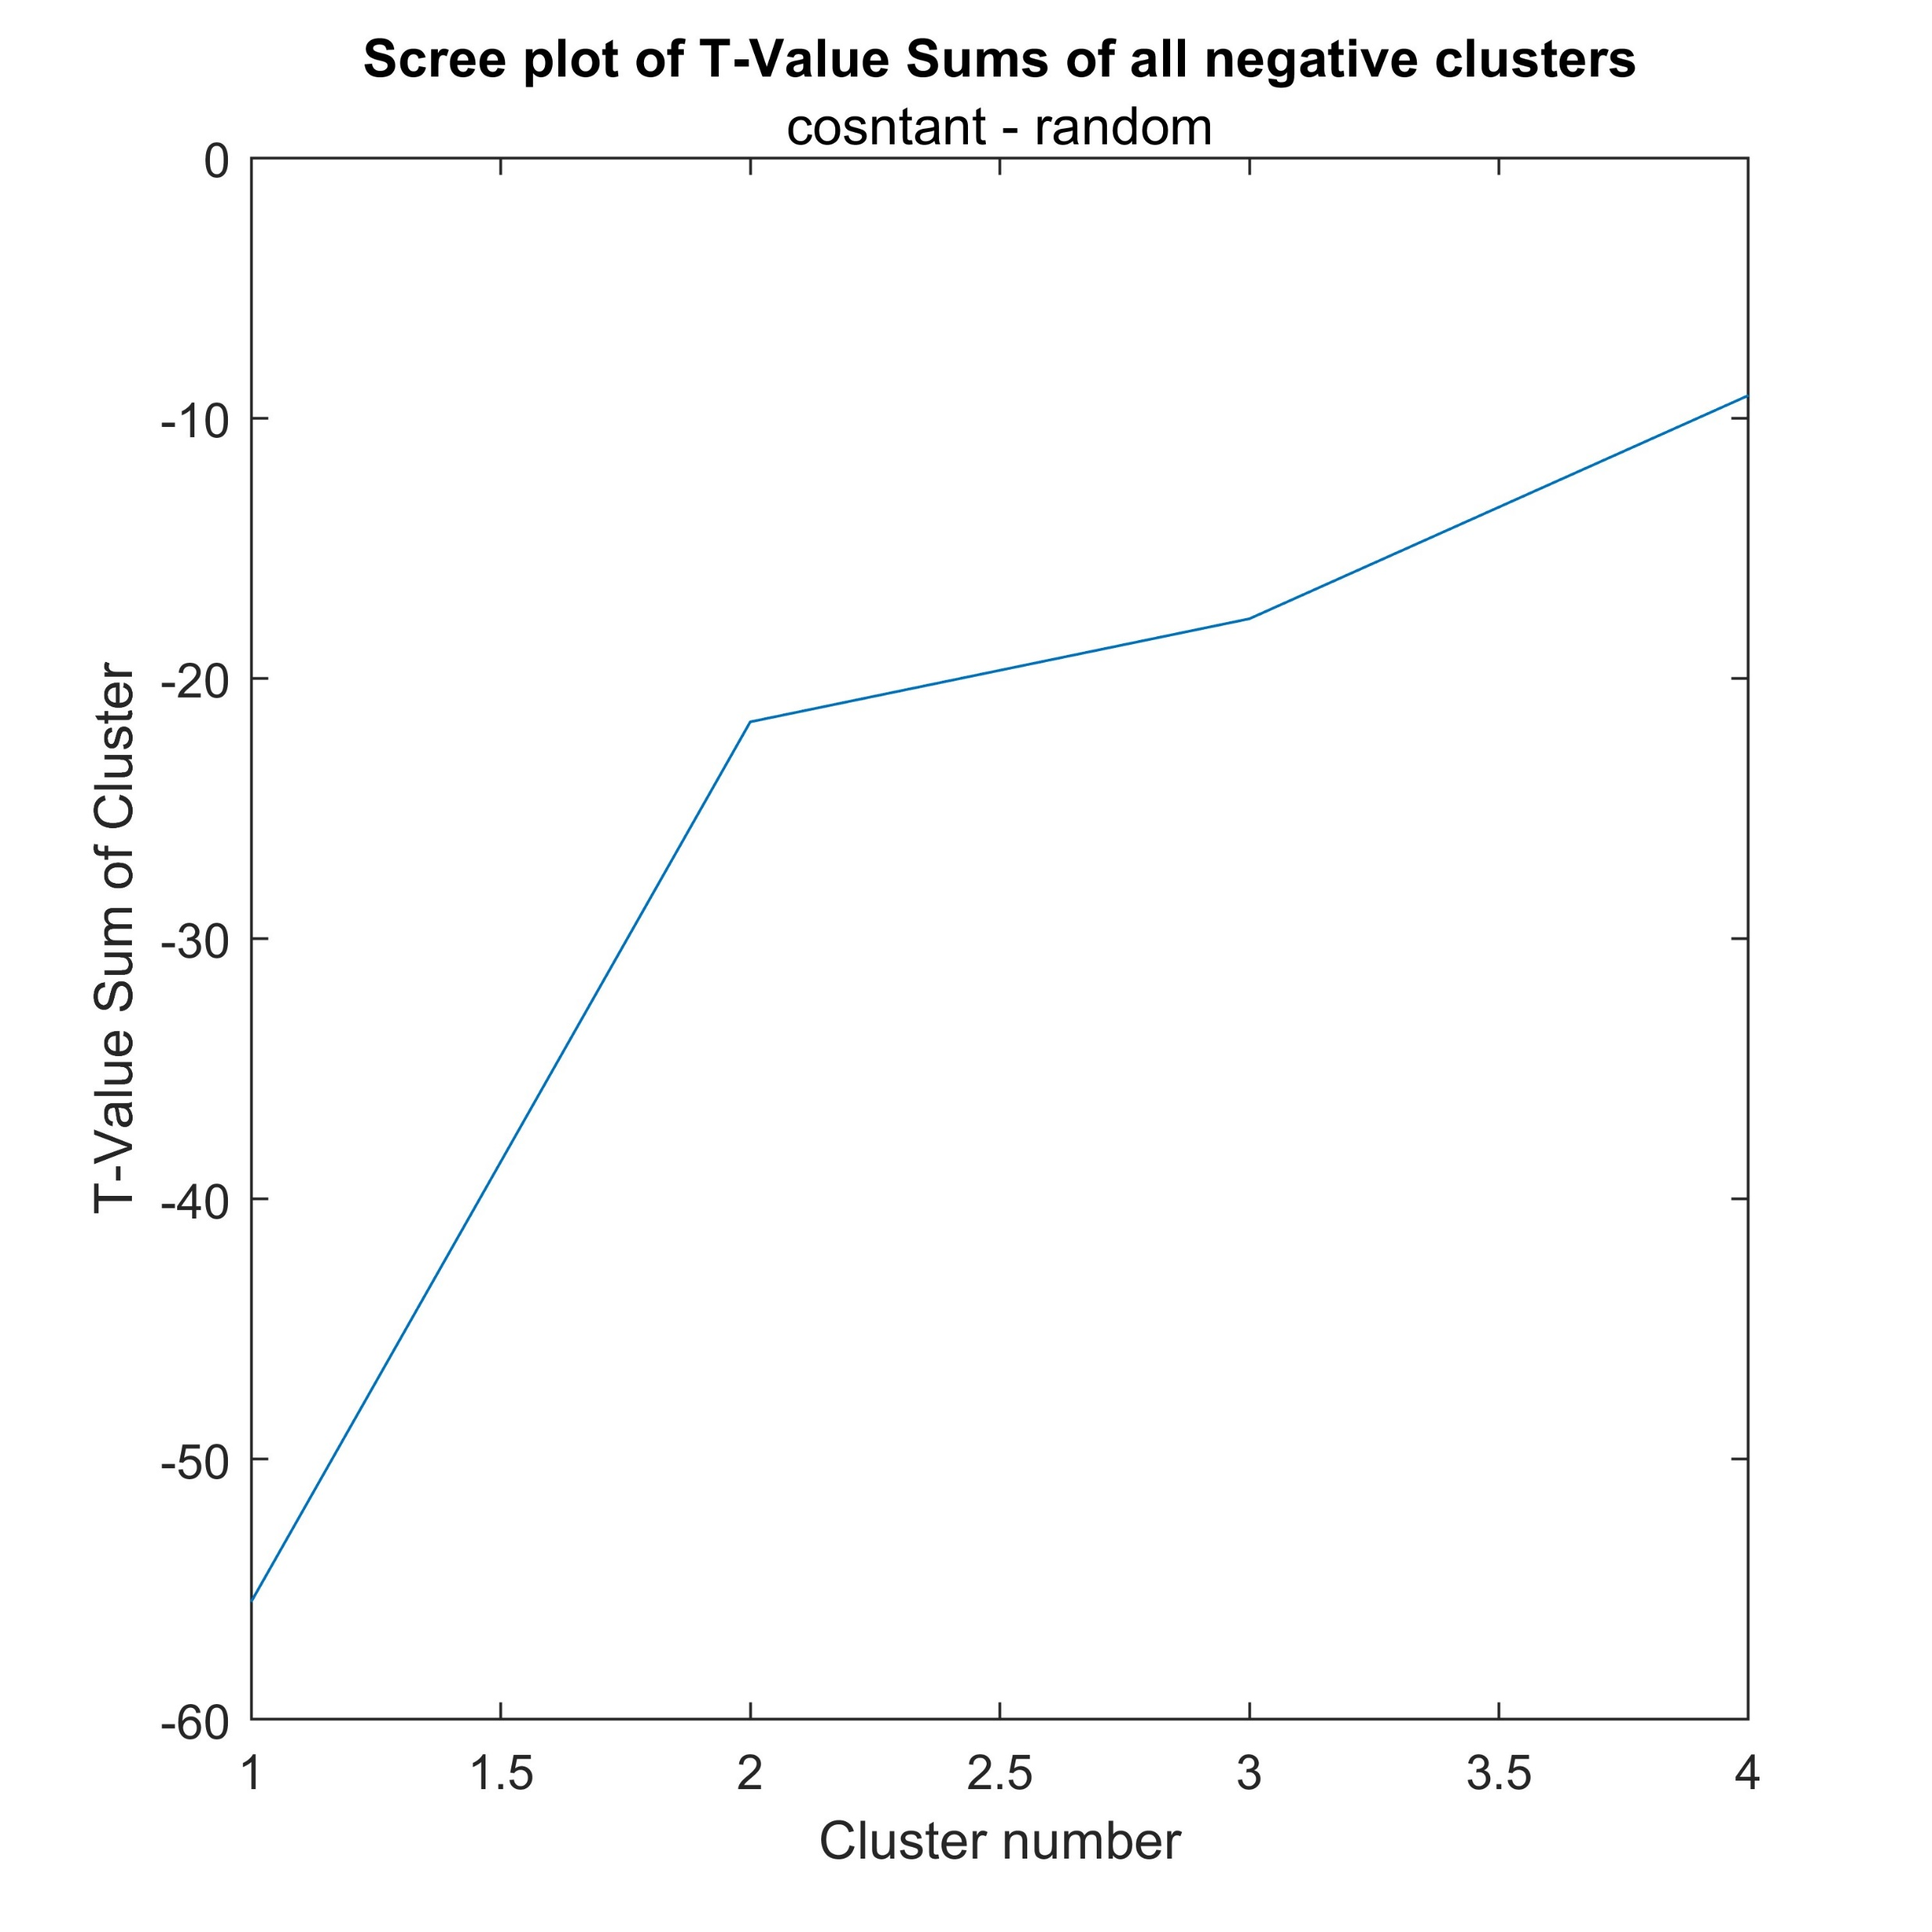 Scree plot of T-Value Sums of all negative clusters
cosntant - random
0
-10
-20
-30
-40
-50
-60
T-Value Sum of Cluster
1 1.5 2 2.5 3 3.5 4
Cluster number